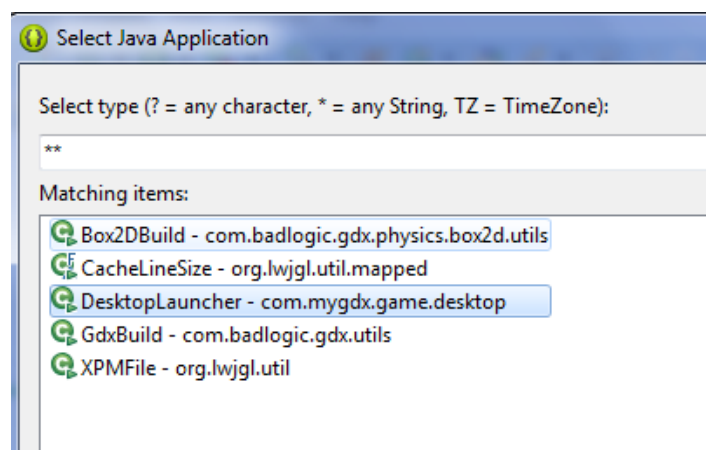 Select Java Application
Select type (? = any character, * = any String, TZ = TimeZone):
**
Matching items:
Box2DBuild - com.badlogic.gdx.physics.box2d.utils
CacheLineSize - org.lwjgl.util.mapped
DesktopLauncher - com.mygdx.game.desktop
GdxBuild - com.badlogic.gdx.utils
XPMFile - org.lwjgl.util